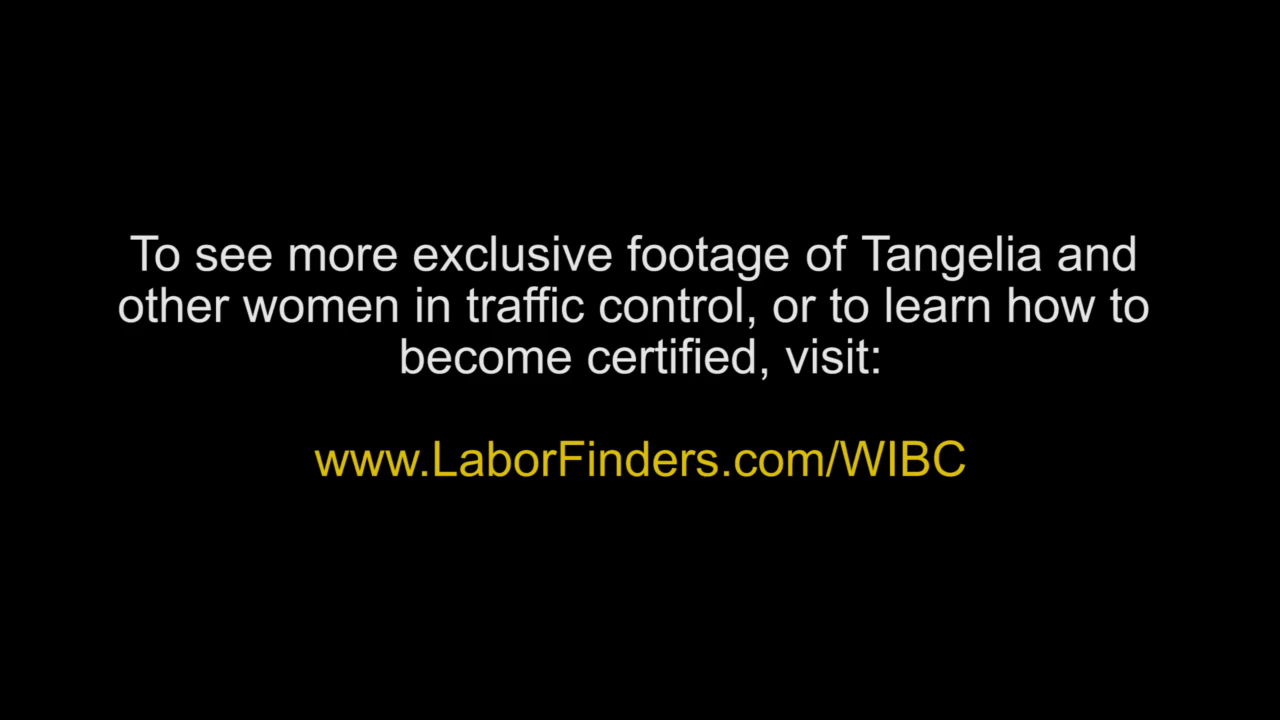 To see more exclusive footage of Tangelia and
other women in traffic control, or to learn how to
become certified, visit:
www.LaborFinders.com/WIBC